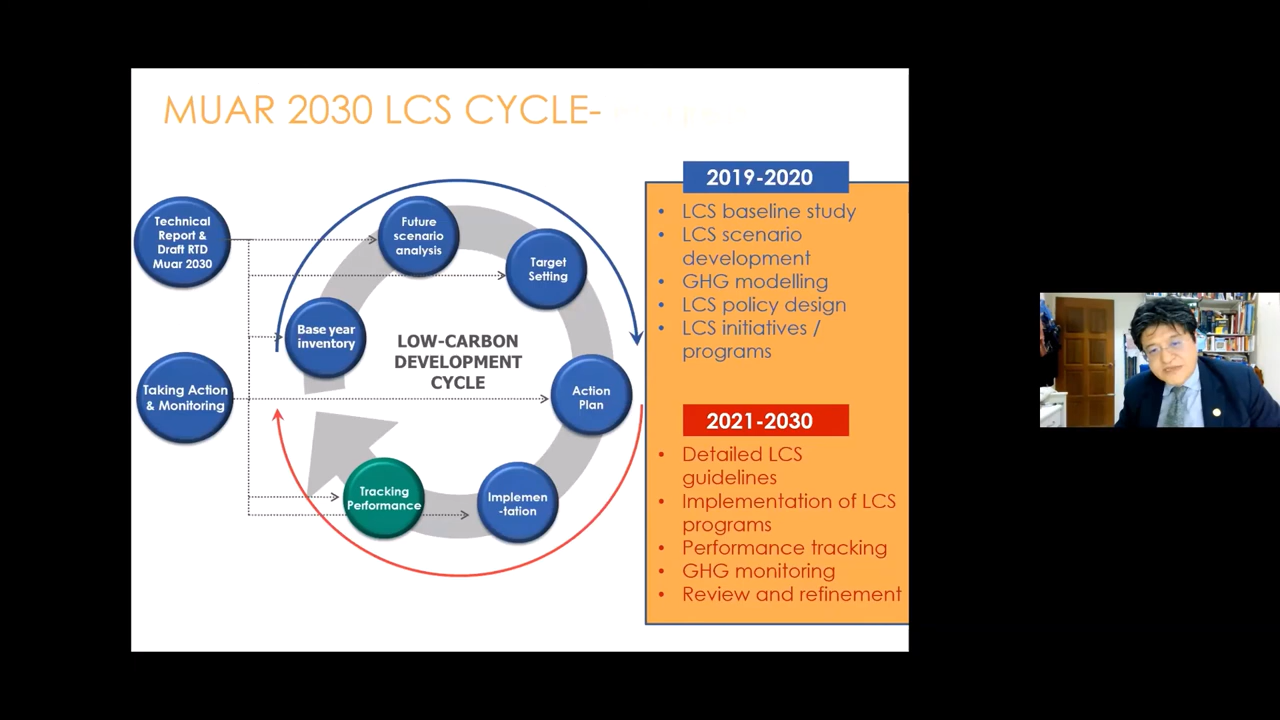 MUAR 2030 LCS CYCLE-
Technical
Report &
Draft RTD
Muar 2030
Taking Action
& Monitoring
Future
scenario
analysis
Target
Setting
Base year
inventory
LOW-CARBON
DEVELOPMENT
CYCLE
Action
Plan
Tracking
Performance
Implemen
-tation
2019-2020
• LCS baseline study
• LCS scenario
development
• GHG modelling
• LCS policy design
• LCS initiatives /
programs
2021-2030
• Detailed LCS
guidelines
• Implementation of LCS
programs
• Performance tracking
• GHG monitoring
• Review and refinement